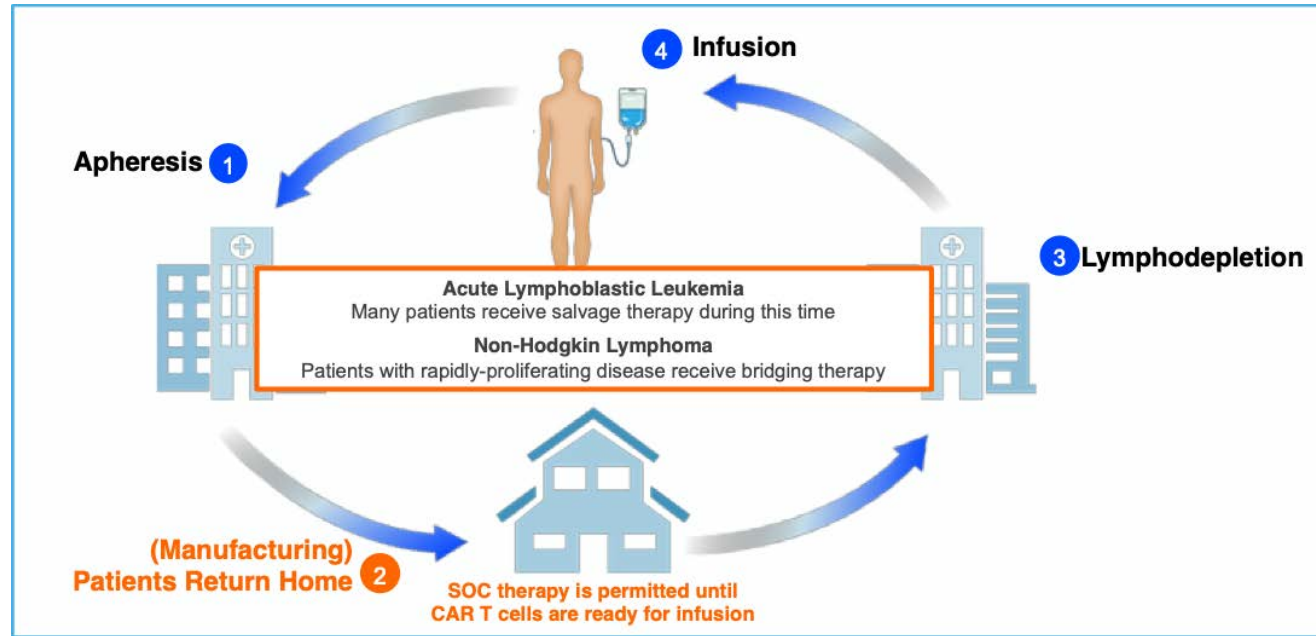 4 Infusion
Apheresis 1
3 Lymphodepletion
Acute Lymphoblastic Leukemia
Many patients receive salvage therapy during this time
Non-Hodgkin Lymphoma
Patients with rapidly-proliferating disease receive bridging therapy
(Manufacturing)
Patients Return Home 2
SOC therapy is permitted until
CAR T cells are ready for infusion